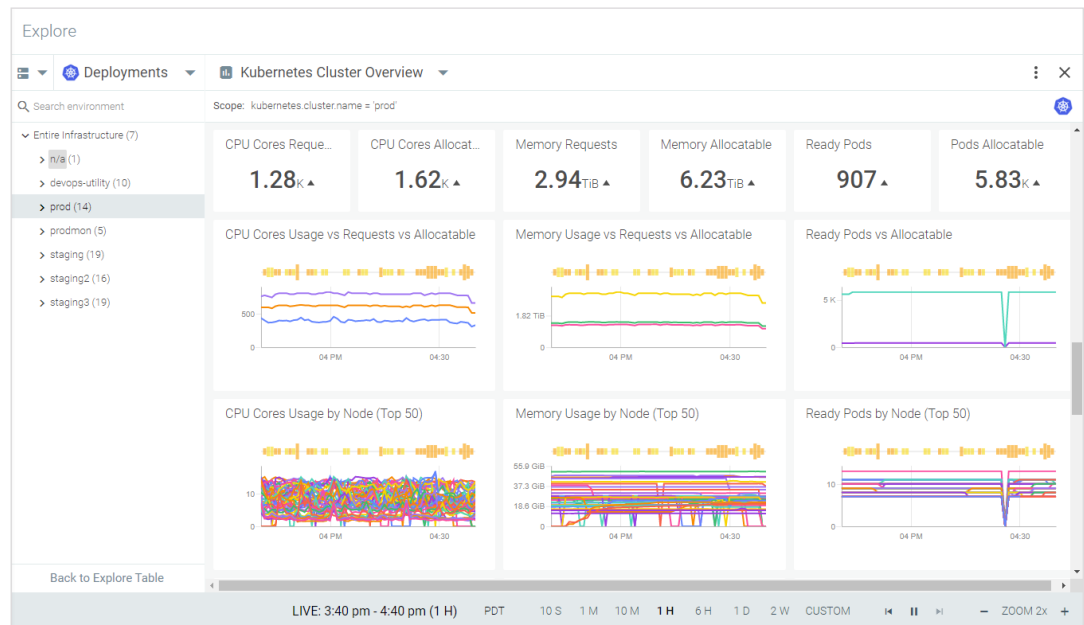 Explore
Deployments
Kubernetes Cluster Overview
Search environment
Scope: kubernetes.cluster.name = 'prod'
Entire Infrastructure (7)
n/a (1)
devops-utility (10)
prod (14)
prodmon (5)
staging (19)
staging2 (16)
staging3 (19)
Back to Explore Table
CPU Cores Reque...
1.28K
CPU Cores Allocat...
1.62K
Memory Requests
2.94TiB
Memory Allocatable
6.23TiB
Ready Pods
907
Pods Allocatable
5.83K
CPU Cores Usage vs Requests vs Allocatable
500
0
04 PM 04:30
Memory Usage vs Requests vs Allocatable
1.82 TiB
0
04 PM 04:30
Ready Pods vs Allocatable
5 K
0
04 PM 04:30
CPU Cores Usage by Node (Top 50)
10
0
04 PM 04:30
Memory Usage by Node (Top 50)
55.9 GiB
37.3 GiB
18.6 GiB
0
04 PM 04:30
Ready Pods by Node (Top 50)
10
0
04 PM 04:30
LIVE: 3:40 pm - 4:40 pm (1 H) PDT 10 S 1 M 10 M 1 H 6 H 1 D 2 W CUSTOM ZOOM 2x